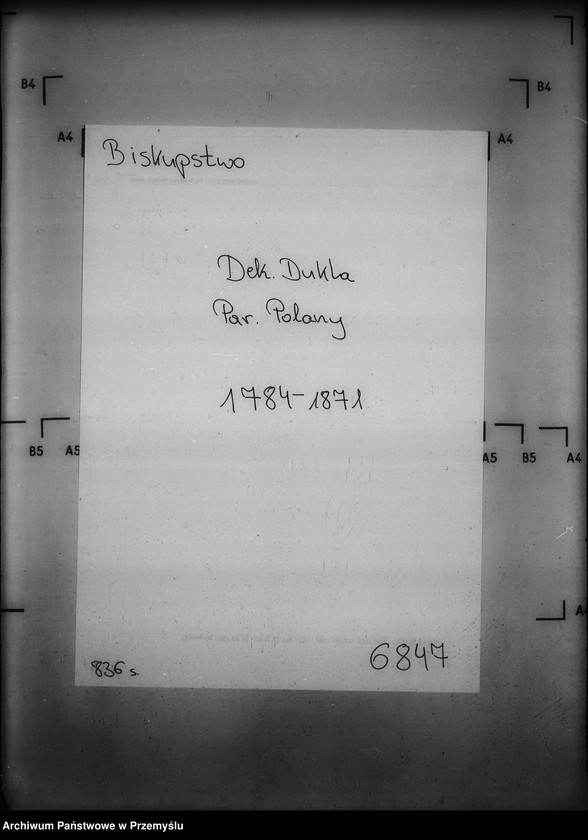 B4
B4
A4
A4
Biskupstwo
Dek. Dukla
Par. Polany
1784-1871
B5
A5
A5
B5
A4
836 s.
6847
Archiwum Państwowe w Przemyślu